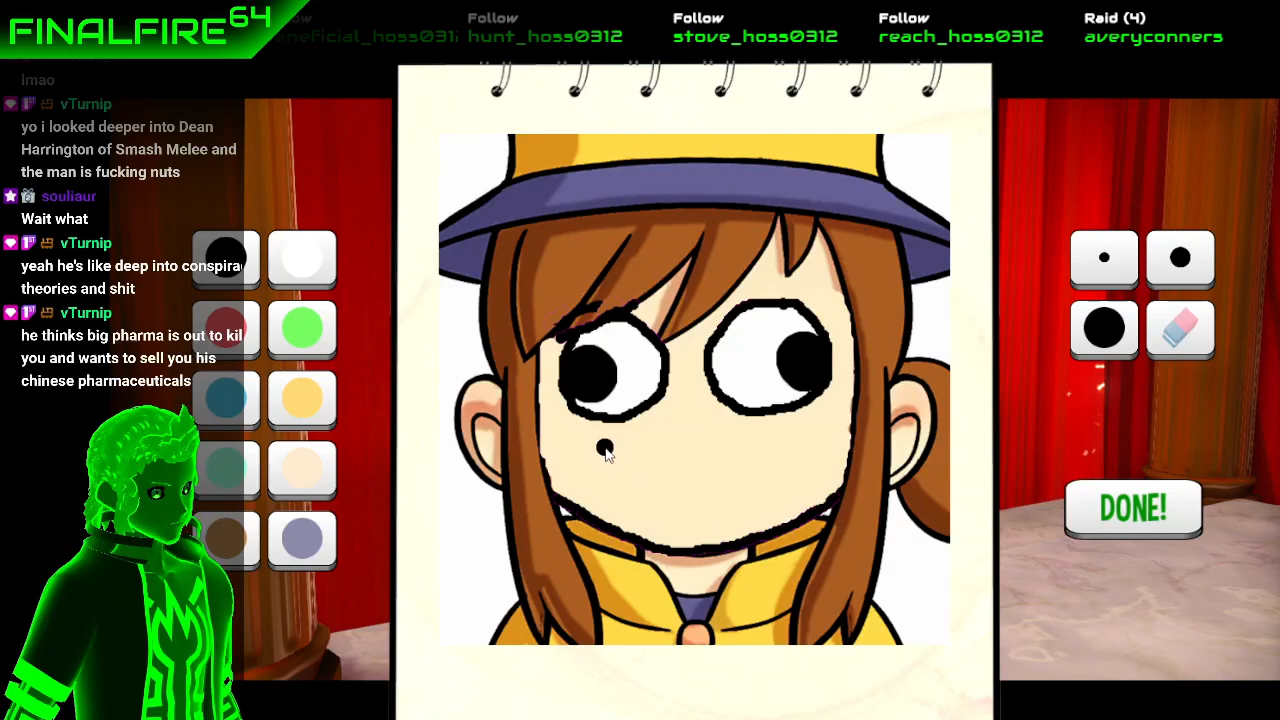 FINALFIRE64
Follow
hunt_hoss0312
Follow
stove_hoss0312
Follow
reach_hoss0312
Raid (4)
averyconners
lmao
vTurnip
yo i looked deeper into Dean
Harrington of Smash Melee and
the man is fucking nuts
souliaur
Wait what
vTurnip
yeah he's like deep into conspira
theories and shit
vTurnip
he thinks big pharma is out to kil
you and wants to sell you his
chinese pharmaceuticals
DONE!